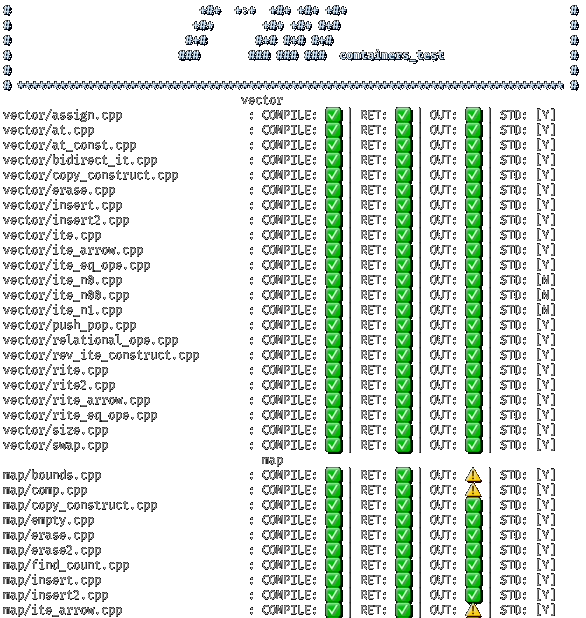 #                           +#+  +:+  +#+ +#+ +#+                                  #
#                          +#+       +#+ +#+ +#+                                   #
#                         #+#       #+# #+# #+#                                    #
#                        ###       ### ### ###  containers_test                    #
#                                                                                  #
# ****************************************************************************** #
vector
vector/assign.cpp : COMPILE: ✅ | RET: ✅ | OUT: ✅ | STD: [Y]
vector/at.cpp : COMPILE: ✅ | RET: ✅ | OUT: ✅ | STD: [Y]
vector/at_const.cpp : COMPILE: ✅ | RET: ✅ | OUT: ✅ | STD: [Y]
vector/bidirect_it.cpp : COMPILE: ✅ | RET: ✅ | OUT: ✅ | STD: [Y]
vector/copy_construct.cpp : COMPILE: ✅ | RET: ✅ | OUT: ✅ | STD: [Y]
vector/erase.cpp : COMPILE: ✅ | RET: ✅ | OUT: ✅ | STD: [Y]
vector/insert.cpp : COMPILE: ✅ | RET: ✅ | OUT: ✅ | STD: [Y]
vector/insert2.cpp : COMPILE: ✅ | RET: ✅ | OUT: ✅ | STD: [Y]
vector/ite.cpp : COMPILE: ✅ | RET: ✅ | OUT: ✅ | STD: [Y]
vector/ite_arrow.cpp : COMPILE: ✅ | RET: ✅ | OUT: ✅ | STD: [Y]
vector/ite_eq_ope.cpp : COMPILE: ✅ | RET: ✅ | OUT: ✅ | STD: [Y]
vector/ite_n0.cpp : COMPILE: ✅ | RET: ✅ | OUT: ✅ | STD: [N]
vector/ite_n00.cpp : COMPILE: ✅ | RET: ✅ | OUT: ✅ | STD: [N]
vector/ite_n1.cpp : COMPILE: ✅ | RET: ✅ | OUT: ✅ | STD: [N]
vector/push_pop.cpp : COMPILE: ✅ | RET: ✅ | OUT: ✅ | STD: [Y]
vector/relational_ope.cpp : COMPILE: ✅ | RET: ✅ | OUT: ✅ | STD: [Y]
vector/rev_ite_construct.cpp : COMPILE: ✅ | RET: ✅ | OUT: ✅ | STD: [Y]
vector/rite.cpp : COMPILE: ✅ | RET: ✅ | OUT: ✅ | STD: [Y]
vector/rite2.cpp : COMPILE: ✅ | RET: ✅ | OUT: ✅ | STD: [Y]
vector/rite_arrow.cpp : COMPILE: ✅ | RET: ✅ | OUT: ✅ | STD: [Y]
vector/rite_eq_ope.cpp : COMPILE: ✅ | RET: ✅ | OUT: ✅ | STD: [Y]
vector/size.cpp : COMPILE: ✅ | RET: ✅ | OUT: ✅ | STD: [Y]
vector/swap.cpp : COMPILE: ✅ | RET: ✅ | OUT: ✅ | STD: [Y]
map
map/bounds.cpp : COMPILE: ✅ | RET: ✅ | OUT: ⚠️ | STD: [Y]
map/comp.cpp : COMPILE: ✅ | RET: ✅ | OUT: ⚠️ | STD: [Y]
map/copy_construct.cpp : COMPILE: ✅ | RET: ✅ | OUT: ✅ | STD: [Y]
map/empty.cpp : COMPILE: ✅ | RET: ✅ | OUT: ✅ | STD: [Y]
map/erase.cpp : COMPILE: ✅ | RET: ✅ | OUT: ✅ | STD: [Y]
map/erase2.cpp : COMPILE: ✅ | RET: ✅ | OUT: ✅ | STD: [Y]
map/find_count.cpp : COMPILE: ✅ | RET: ✅ | OUT: ✅ | STD: [Y]
map/insert.cpp : COMPILE: ✅ | RET: ✅ | OUT: ✅ | STD: [Y]
map/insert2.cpp : COMPILE: ✅ | RET: ✅ | OUT: ✅ | STD: [Y]
map/ite_arrow.cpp : COMPILE: ✅ | RET: ✅ | OUT: ⚠️ | STD: [Y]